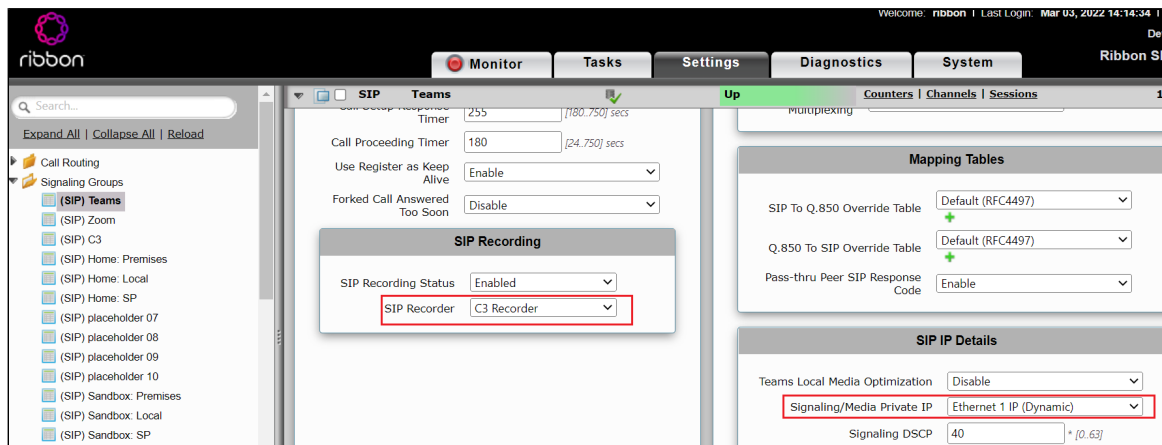 Welcome: ribbon | Last Login: Mar 03, 2022 14:14:34
ribbon
Monitor
Tasks
Settings
Diagnostics
System
Search...
Expand All | Collapse All | Reload
Call Routing
Signaling Groups
(SIP) Teams
(SIP) Zoom
(SIP) C3
(SIP) Home: Premises
(SIP) Home: Local
(SIP) Home: SP
(SIP) placeholder 07
(SIP) placeholder 08
(SIP) placeholder 09
(SIP) placeholder 10
(SIP) Sandbox: Premises
(SIP) Sandbox: Local
(SIP) Sandbox: SP
SIP Teams Up Counters | Channels | Sessions
Call Setup Response Timer 255 [180..750] secs
Call Proceeding Timer 180 [24..750] secs
Use Register as Keep Alive Enable
Forked Call Answered Too Soon Disable
SIP Recording
SIP Recording Status Enabled
SIP Recorder C3 Recorder
Multiplexing
Mapping Tables
SIP To Q.850 Override Table Default (RFC4497)
Q.850 To SIP Override Table Default (RFC4497)
Pass-thru Peer SIP Response Code Enable
SIP IP Details
Teams Local Media Optimization Disable
Signaling/Media Private IP Ethernet 1 IP (Dynamic)
Signaling DSCP 40 * [0..63]